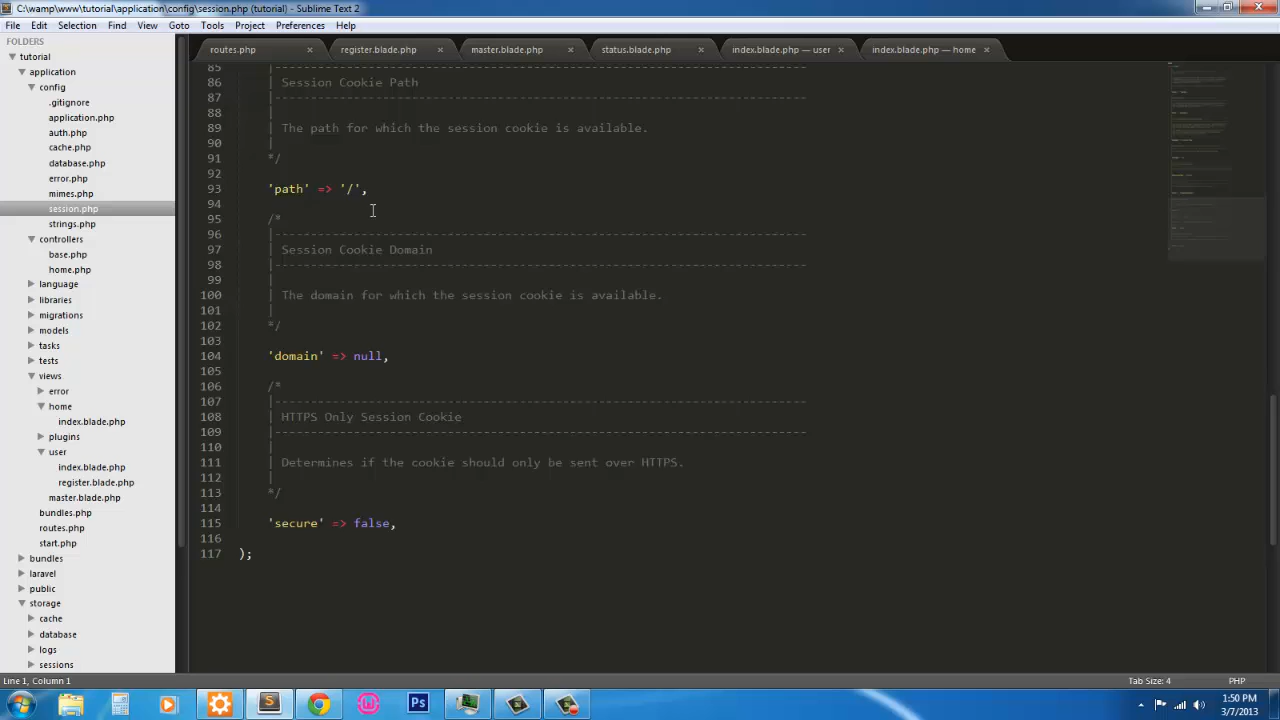 C:\wamp\www\tutorial\application\config\session.php (tutorial) - Sublime Text 2
File Edit Selection Find View Goto Tools Project Preferences Help
FOLDERS
tutorial
application
config
.gitignore
application.php
auth.php
cache.php
database.php
error.php
mimes.php
session.php
strings.php
controllers
base.php
home.php
language
libraries
migrations
models
tasks
tests
views
error
home
index.blade.php
plugins
user
index.blade.php
register.blade.php
master.blade.php
bundles.php
routes.php
start.php
bundles
laravel
public
storage
cache
database
logs
sessions
routes.php × register.blade.php × master.blade.php × status.blade.php × index.blade.php — user × index.blade.php — home ×
85 |--------------------------------------------------------------------------
86 | Session Cookie Path
87 |--------------------------------------------------------------------------
88 |
89 | The path for which the session cookie is available.
90 |
91 */
92
93 'path' => '/',
94
95 /*
96 |--------------------------------------------------------------------------
97 | Session Cookie Domain
98 |--------------------------------------------------------------------------
99 |
100 | The domain for which the session cookie is available.
101 |
102 */
103
104 'domain' => null,
105
106 /*
107 |--------------------------------------------------------------------------
108 | HTTPS Only Session Cookie
109 |--------------------------------------------------------------------------
110 |
111 | Determines if the cookie should only be sent over HTTPS.
112 |
113 */
114
115 'secure' => false,
116
117 );
Line 1, Column 1
Tab Size: 4 PHP
Ps
1:50 PM
3/7/2013